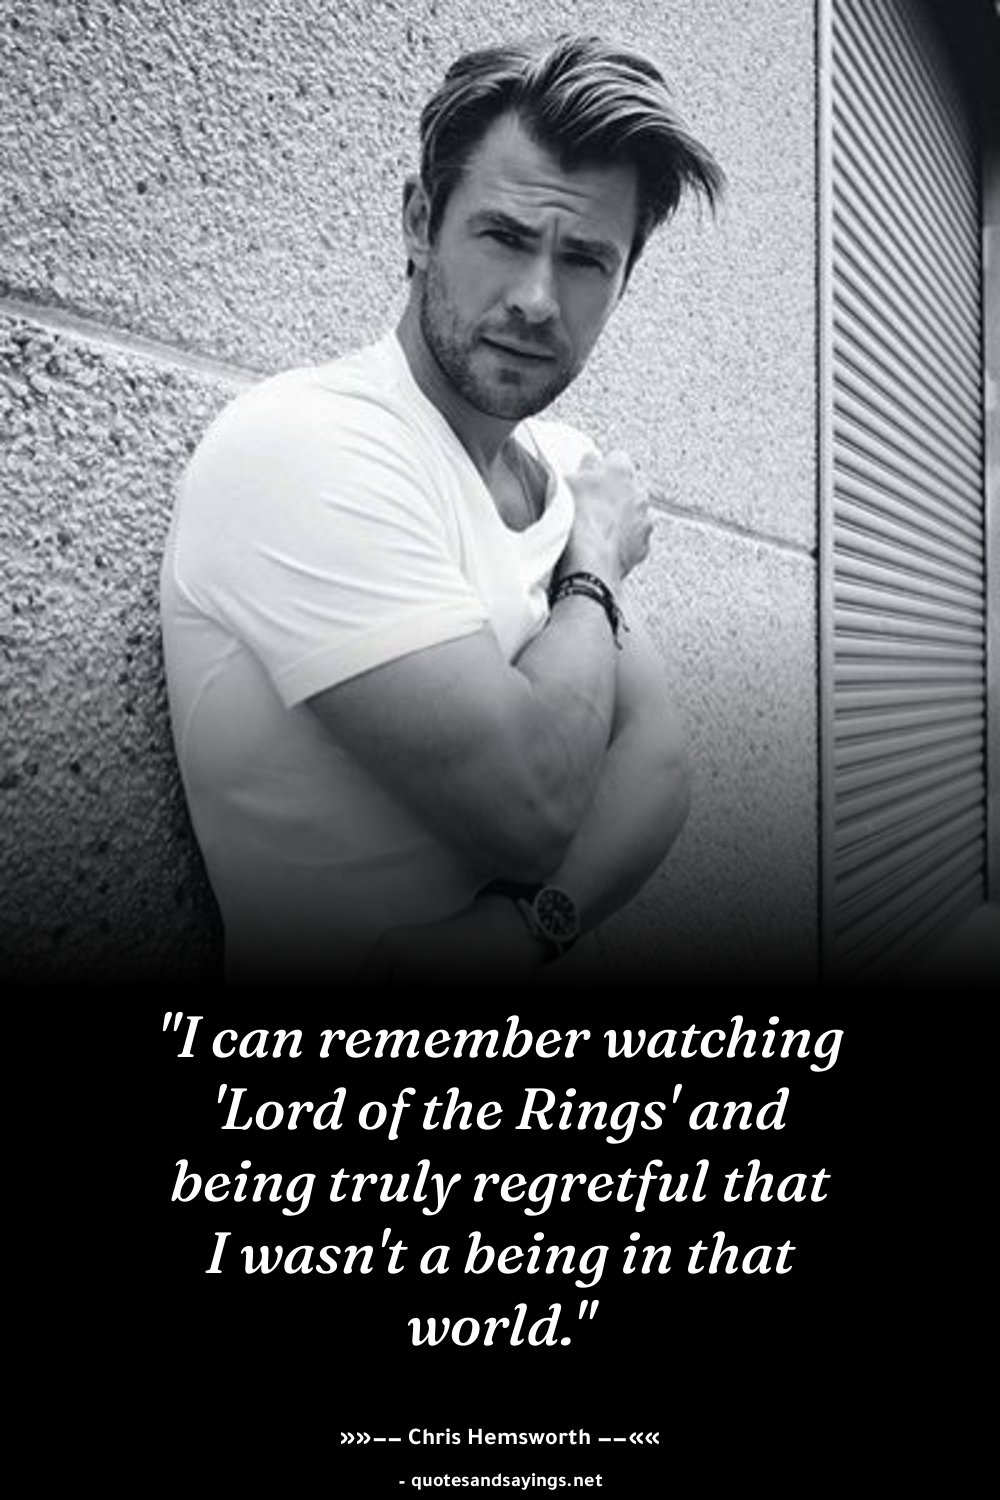 "I can remember watching
'Lord of the Rings' and
being truly regretful that
I wasn't a being in that
world."
»»−− Chris Hemsworth −−««
- quotesandsayings.net